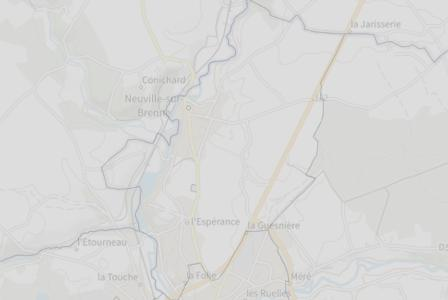 la Jarisserie
Conichard
Neuville-sur-
Brenne
l'Espérance
la Guesnière
l'Étourneau
la Touche
la Folie
Méré
les Ruelles